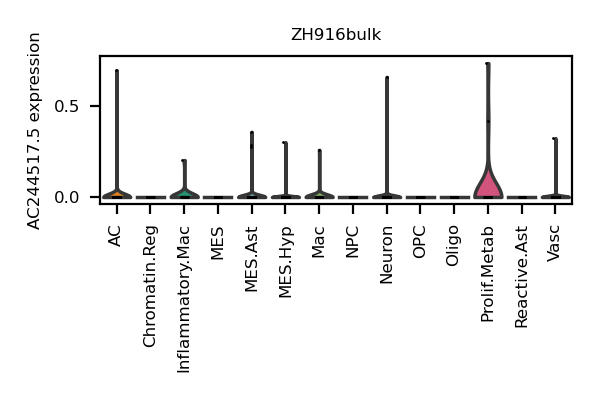 ZH916bulk
AC244517.5 expression
0.5
0.0
AC
Chromatin.Reg
Inflammatory.Mac
MES
MES.Ast
MES.Hyp
Mac
NPC
Neuron
OPC
Oligo
Prolif.Metab
Reactive.Ast
Vasc